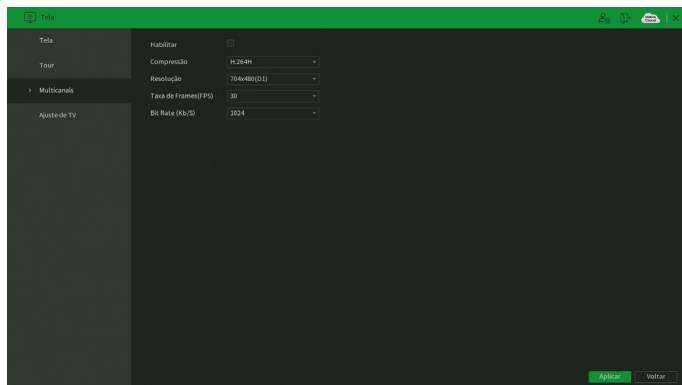 Tela
Tela
Tour
> Multicanais
Ajuste de TV
Habilitar
Compressão H.264H
Resolução 704x480(D1)
Taxa de Frames(FPS) 30
Bit Rate (Kb/S) 1024
Aplicar Voltar